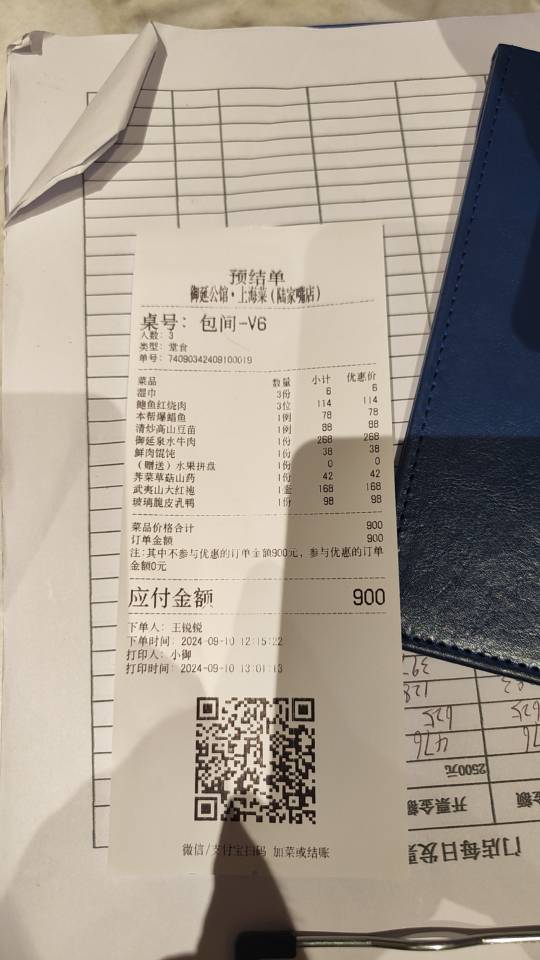 预结单
御延公馆·上海菜（陆家嘴店）
桌号：包间-V6
人数：3
类型：堂食
单号：74090342409100019
菜品 数量 小计 优惠价
湿巾 3份 6 6
鲍鱼红烧肉 3位 114 114
本帮爆鳝鱼 1例 78 78
清炒高山豆苗 1例 88 88
御延泉水牛肉 1份 268 268
鲜肉馄饨 1份 38 38
（赠送）水果拼盘 1份 0 0
荠菜草菇山药 1份 42 42
武夷山大红袍 1壶 168 168
玻璃脆皮乳鸭 1份 98 98
菜品价格合计 900
订单金额 900
注：其中不参与优惠的订单金额900元，参与优惠的订单
金额0元
应付金额 900
下单人：王锐锐
下单时间：2024-09-10 12:15:22
打印人：小御
打印时间：2024-09-10 13:01:13
微信/支付宝扫码 加菜或结账
门店每日发票
开票金额
2500元
476
625
128